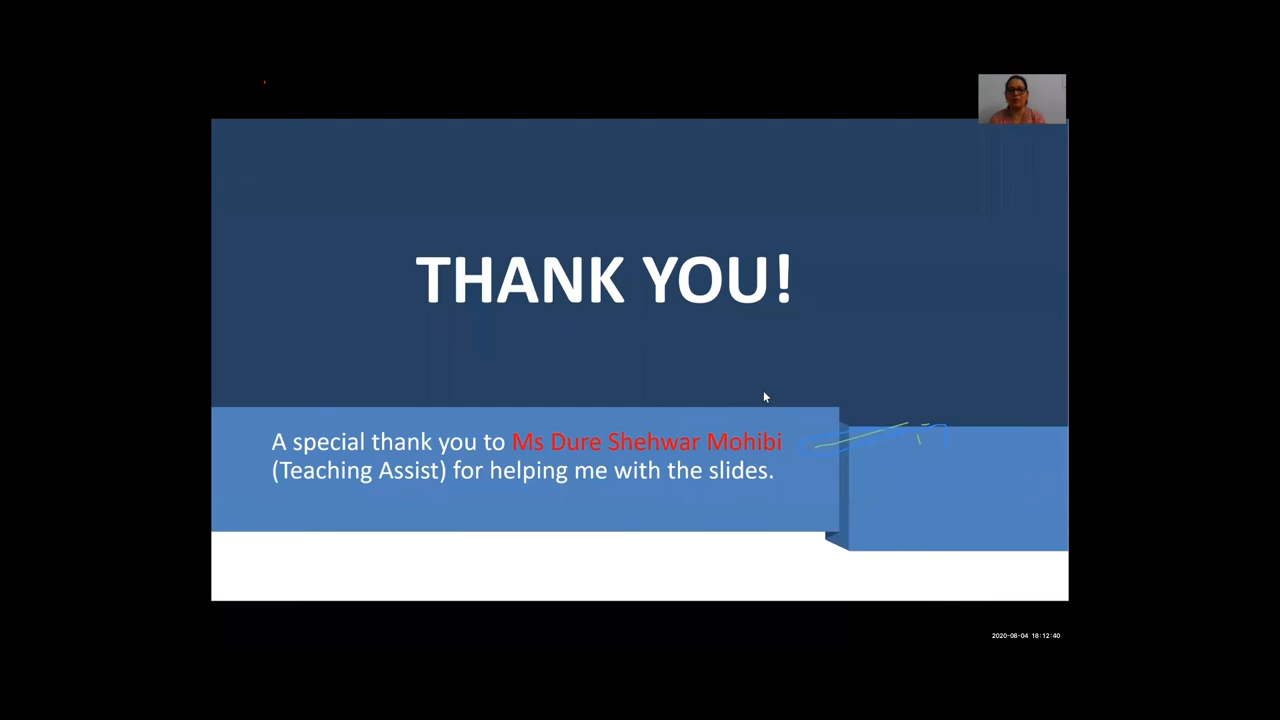 THANK YOU!
A special thank you to Ms Dure Shehwar Mohibi
(Teaching Assist) for helping me with the slides.
2020-08-04 18:12:40